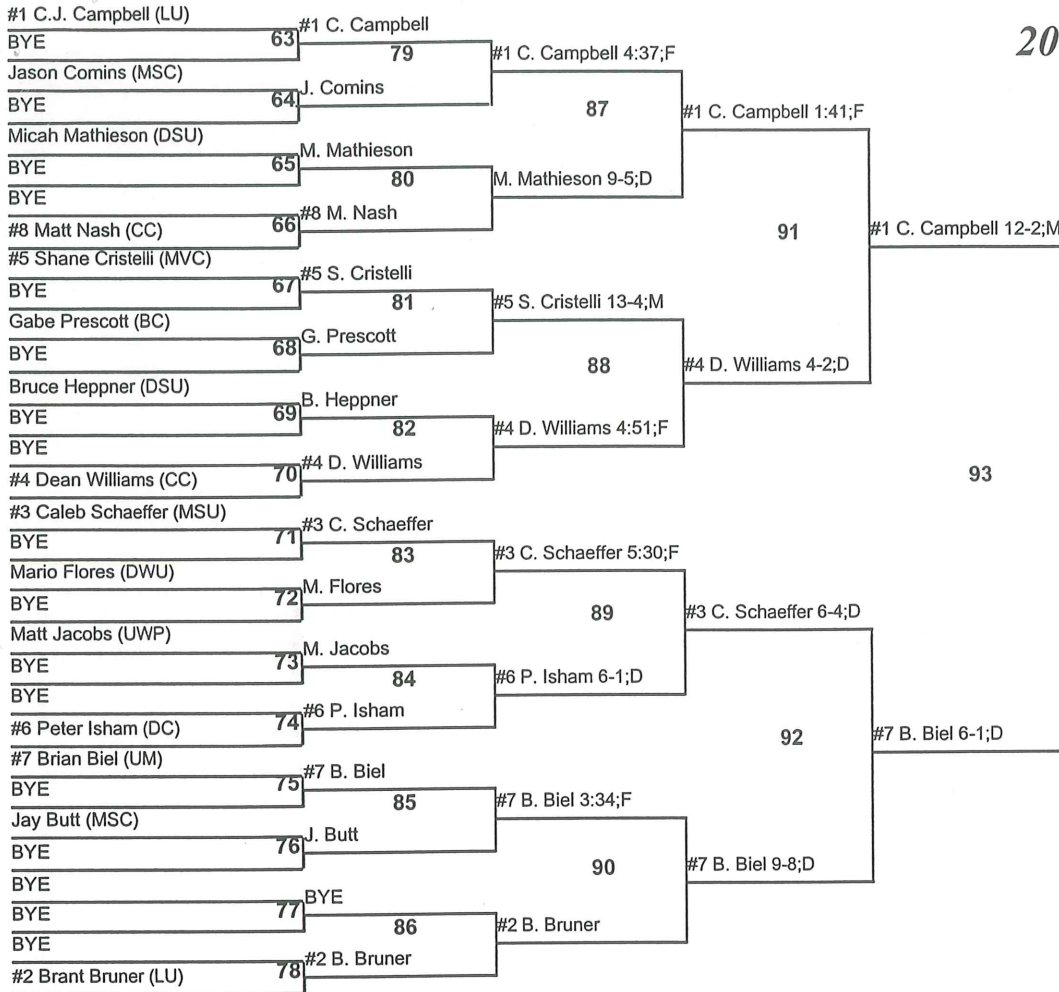 #1 C.J. Campbell (LU)
BYE
63
#1 C. Campbell
79
Jason Comins (MSC)
BYE
64
J. Comins
#1 C. Campbell 4:37;F
87
Micah Mathieson (DSU)
BYE
65
M. Mathieson
80
BYE
#8 Matt Nash (CC)
66
#8 M. Nash
M. Mathieson 9-5;D
#1 C. Campbell 1:41;F
91
#5 Shane Cristelli (MVC)
BYE
67
#5 S. Cristelli
81
Gabe Prescott (BC)
BYE
68
G. Prescott
#5 S. Cristelli 13-4;M
88
Bruce Heppner (DSU)
BYE
69
B. Heppner
82
BYE
#4 Dean Williams (CC)
70
#4 D. Williams
#4 D. Williams 4:51;F
#4 D. Williams 4-2;D
#1 C. Campbell 12-2;M
93
#3 Caleb Schaeffer (MSU)
BYE
71
#3 C. Schaeffer
83
Mario Flores (DWU)
BYE
72
M. Flores
#3 C. Schaeffer 5:30;F
89
Matt Jacobs (UWP)
BYE
73
M. Jacobs
84
BYE
#6 Peter Isham (DC)
74
#6 P. Isham
#6 P. Isham 6-1;D
#3 C. Schaeffer 6-4;D
92
#7 Brian Biel (UM)
BYE
75
#7 B. Biel
85
Jay Butt (MSC)
BYE
76
J. Butt
#7 B. Biel 3:34;F
90
BYE
BYE
77
BYE
86
BYE
#2 Brant Bruner (LU)
78
#2 B. Bruner
#2 B. Bruner
#7 B. Biel 9-8;D
#7 B. Biel 6-1;D
20